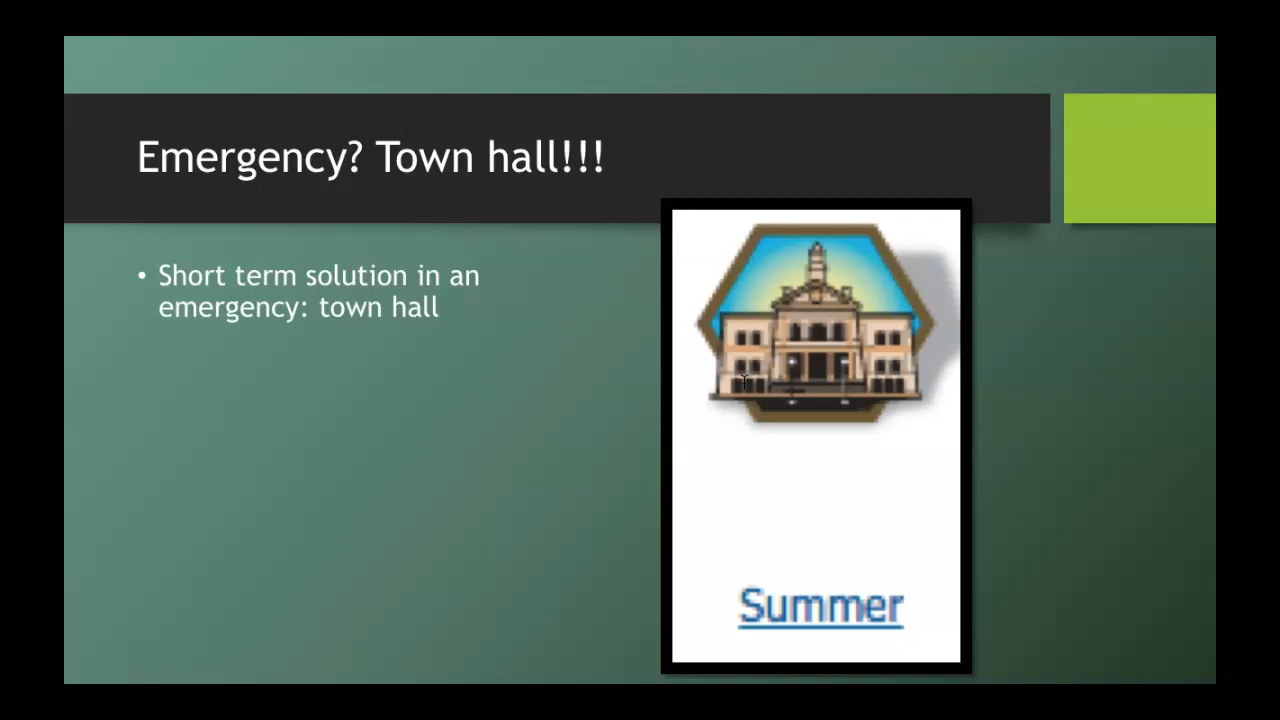 Emergency? Town hall!!!
• Short term solution in an
emergency: town hall
Summer